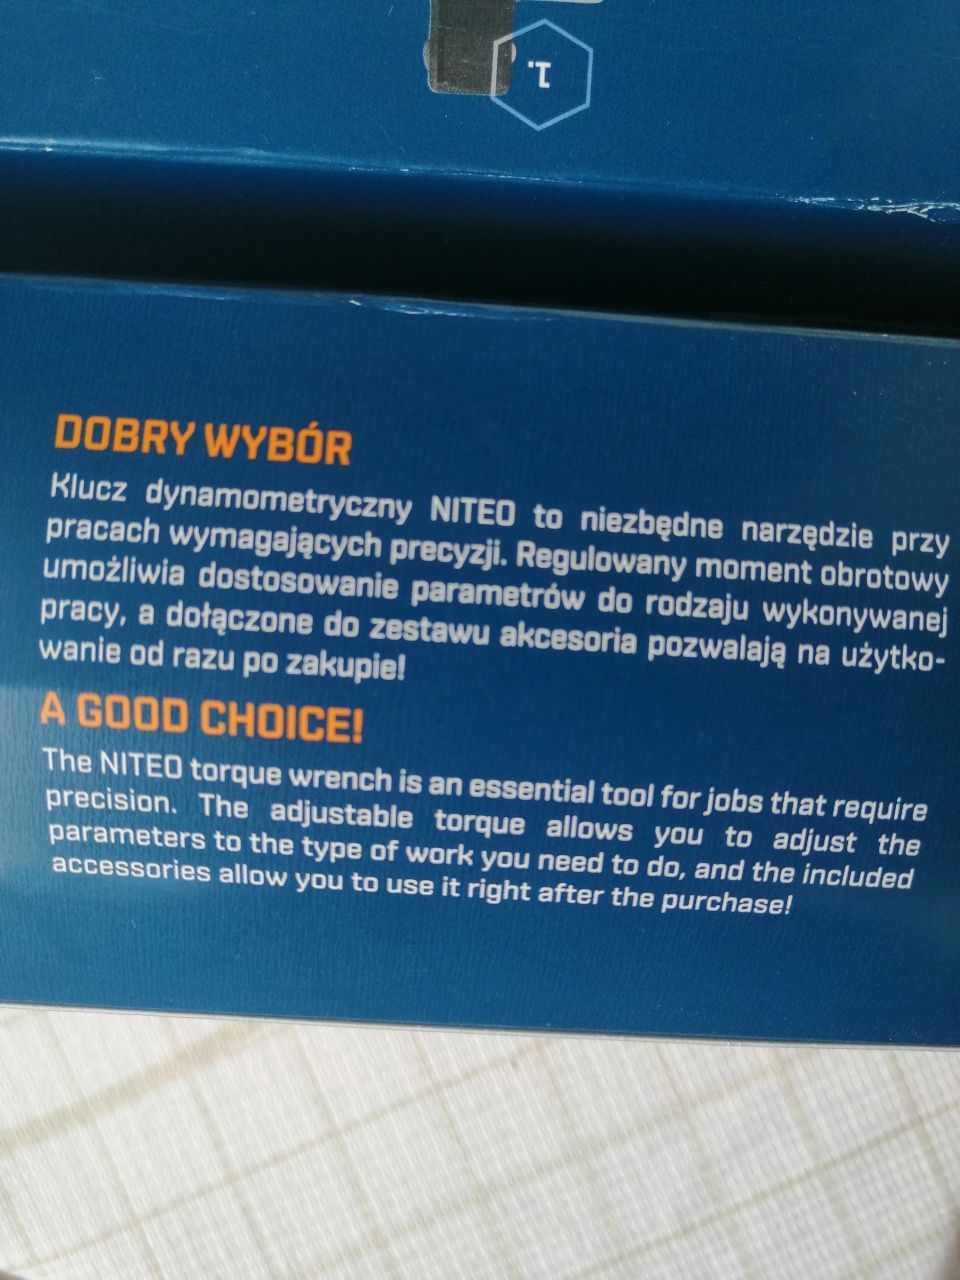 1.
DOBRY WYBÓR
Klucz dynamometryczny NITEO to niezbędne narzędzie przy
pracach wymagających precyzji. Regulowany moment obrotowy
umożliwia dostosowanie parametrów do rodzaju wykonywanej
pracy, a dołączone do zestawu akcesoria pozwalają na użytko-
wanie od razu po zakupie!
A GOOD CHOICE!
The NITEO torque wrench is an essential tool for jobs that require
precision. The adjustable torque allows you to adjust the
parameters to the type of work you need to do, and the included
accessories allow you to use it right after the purchase!